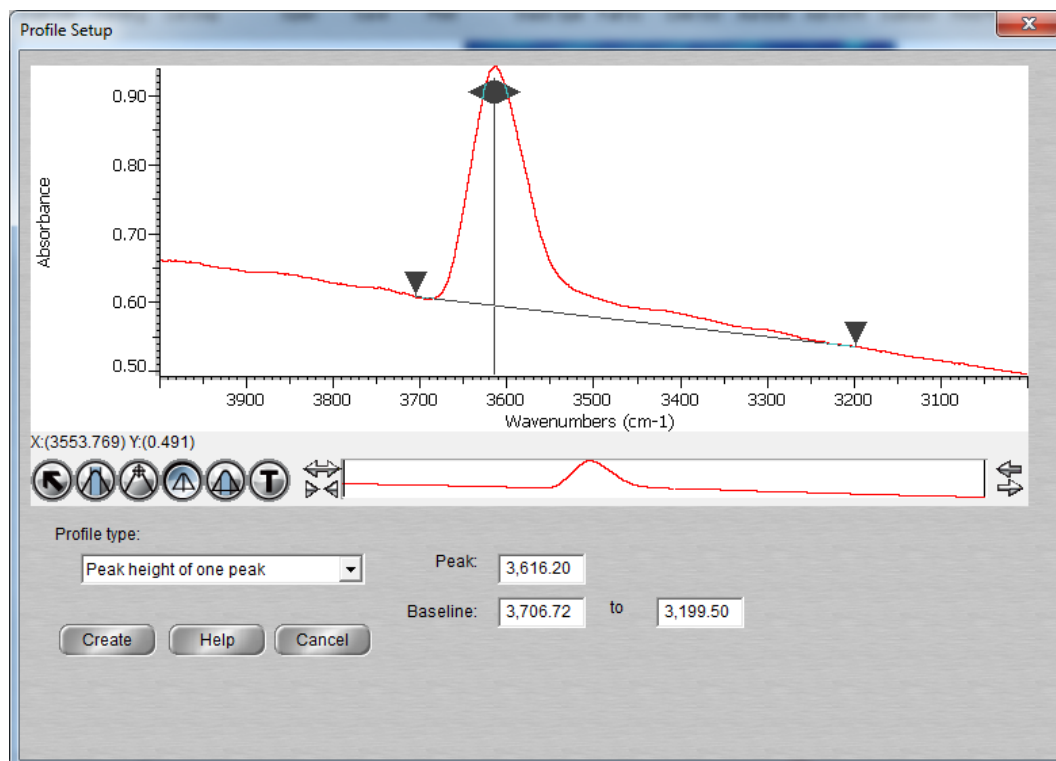 Profile Setup
0.90
0.80
0.70
0.60
0.50
Absorbance
3900 3800 3700 3600 3500 3400 3300 3200 3100
Wavenumbers (cm-1)
X:(3553.769) Y:(0.491)
T
Profile type:
Peak height of one peak
Peak: 3,616.20
Baseline: 3,706.72 to 3,199.50
Create Help Cancel